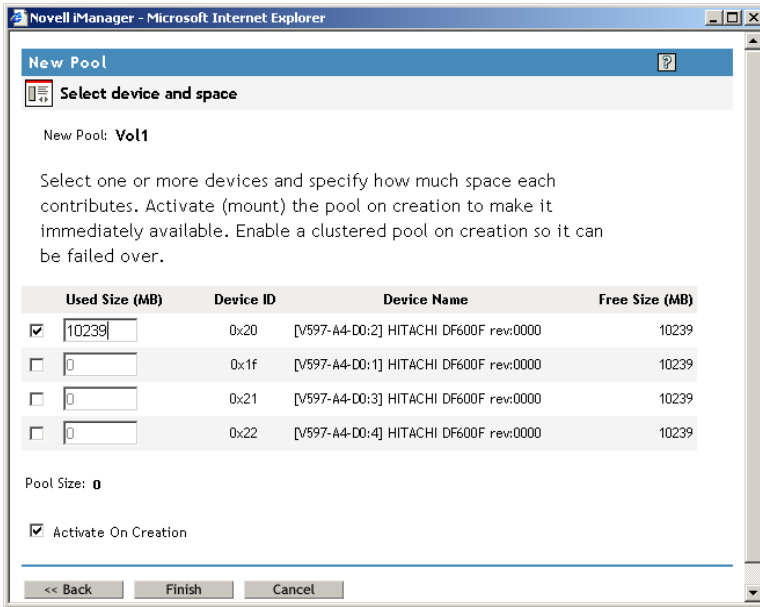 Novell iManager - Microsoft Internet Explorer
New Pool
?
Select device and space
New Pool: Vol1
Select one or more devices and specify how much space each
contributes. Activate (mount) the pool on creation to make it
immediately available. Enable a clustered pool on creation so it can
be failed over.
Used Size (MB) Device ID Device Name Free Size (MB)
10239 0x20 [V597-A4-D0:2] HITACHI DF600F rev:0000 10239
0 0x1f [V597-A4-D0:1] HITACHI DF600F rev:0000 10239
0 0x21 [V597-A4-D0:3] HITACHI DF600F rev:0000 10239
0 0x22 [V597-A4-D0:4] HITACHI DF600F rev:0000 10239
Pool Size: 0
Activate On Creation
<< Back Finish Cancel